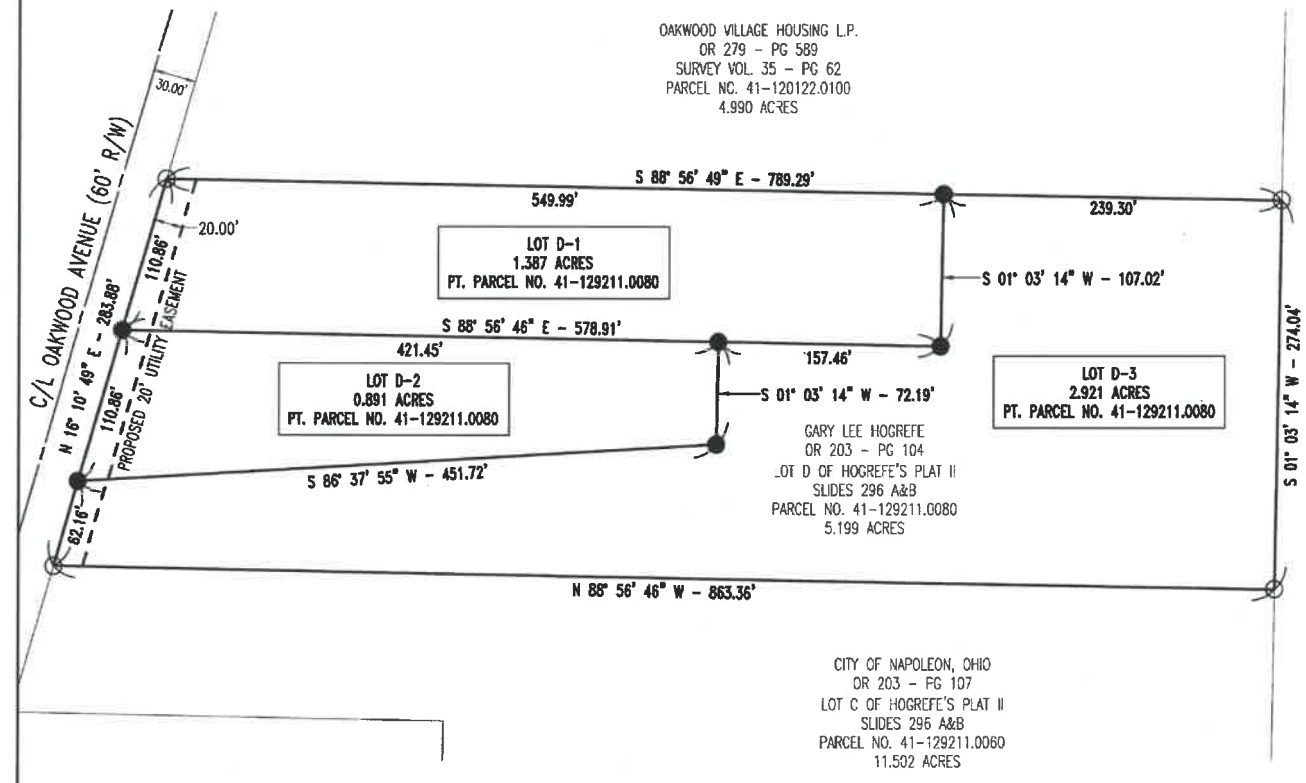 OAKWOOD VILLAGE HOUSING L.P.
OR 279 - PG 589
SURVEY VOL. 35 - PG 62
PARCEL NO. 41-120122.0100
4.990 ACRES
30.00'
C/L OAKWOOD AVENUE (60' R/W)
S 88° 56' 49" E - 789.29'
549.99'
239.30'
20.00'
110.86'
LOT D-1
1.387 ACRES
PT. PARCEL NO. 41-129211.0080
S 01° 03' 14" W - 107.02'
N 16° 10' 49" E - 283.88'
PROPOSED 20' UTILITY EASEMENT
S 88° 56' 46" E - 578.91'
421.45'
157.46'
110.86'
LOT D-2
0.891 ACRES
PT. PARCEL NO. 41-129211.0080
S 01° 03' 14" W - 72.19'
LOT D-3
2.921 ACRES
PT. PARCEL NO. 41-129211.0080
S 01° 03' 14" W - 274.04'
GARY LEE HOGREFE
OR 203 - PG 104
LOT D OF HOGREFE'S PLAT II
SLIDES 296 A&B
PARCEL NO. 41-129211.0080
5.199 ACRES
S 86° 37' 55" W - 451.72'
62.16'
N 88° 56' 46" W - 863.36'
CITY OF NAPOLEON, OHIO
OR 203 - PG 107
LOT C OF HOGREFE'S PLAT II
SLIDES 296 A&B
PARCEL NO. 41-129211.0060
11.502 ACRES